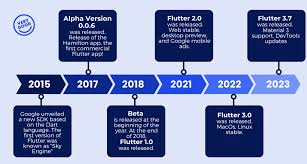 VERY GOOD
Alpha Version
0.0.6
was released.
Release of the
Hamilton app, the
first commercial
Flutter app!
Flutter 2.0
was released.
Web stable,
desktop preview,
and Google mobile
ads.
Flutter 3.7
was released.
Material 3
support, DevTools
updates
2015
2017
2018
2021
2022
2023
Google unveiled
a new SDK based
on the Dart
language. The first
version of Flutter
was known as "Sky
Engine"
Beta
is released at the
beginning of the
year. At the end
of 2018,
Flutter 1.0
was released.
Flutter 3.0
was released.
MacOs, Linux
stable.